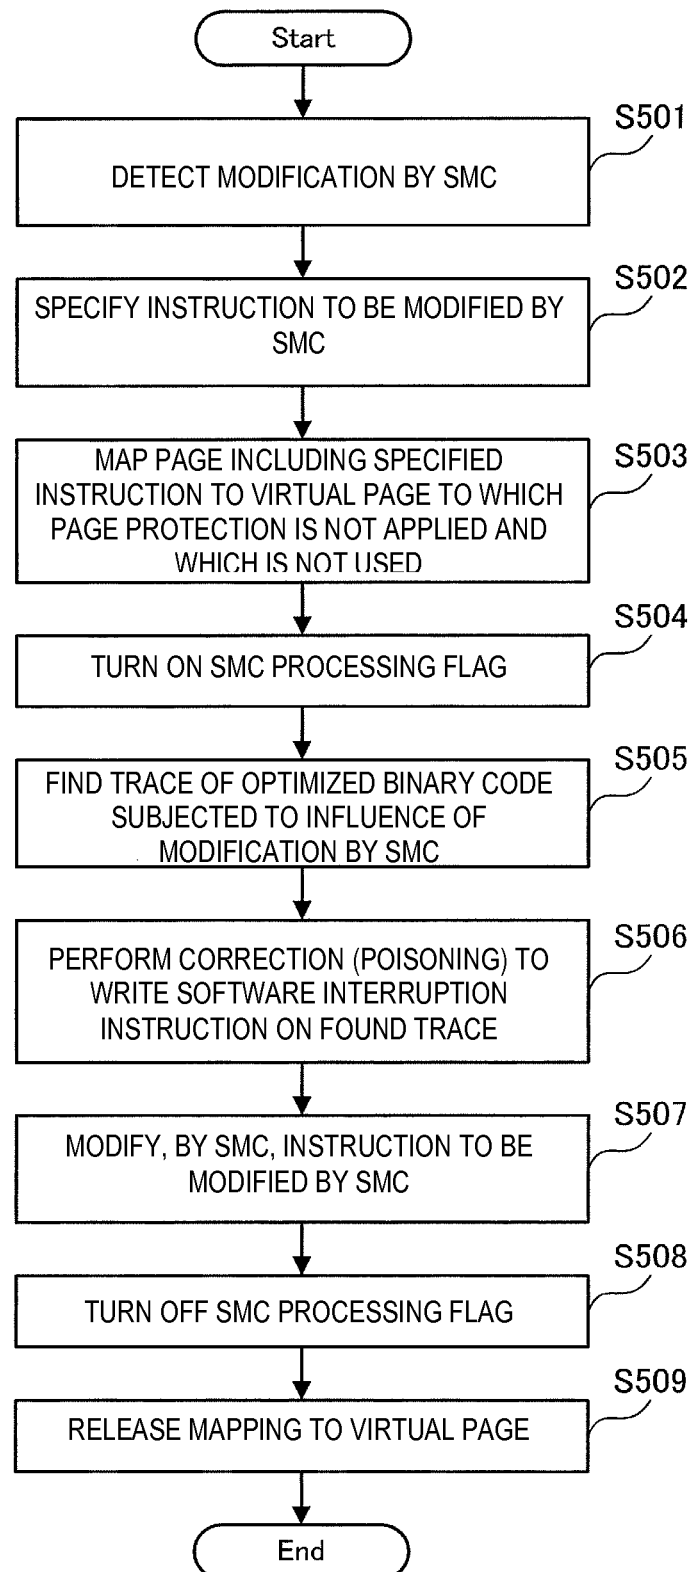 Start
S501
DETECT MODIFICATION BY SMC
S502
SPECIFY INSTRUCTION TO BE MODIFIED BY
SMC
S503
MAP PAGE INCLUDING SPECIFIED
INSTRUCTION TO VIRTUAL PAGE TO WHICH
PAGE PROTECTION IS NOT APPLIED AND
WHICH IS NOT USED
S504
TURN ON SMC PROCESSING FLAG
S505
FIND TRACE OF OPTIMIZED BINARY CODE
SUBJECTED TO INFLUENCE OF
MODIFICATION BY SMC
S506
PERFORM CORRECTION (POISONING) TO
WRITE SOFTWARE INTERRUPTION
INSTRUCTION ON FOUND TRACE
S507
MODIFY, BY SMC, INSTRUCTION TO BE
MODIFIED BY SMC
S508
TURN OFF SMC PROCESSING FLAG
S509
RELEASE MAPPING TO VIRTUAL PAGE
End